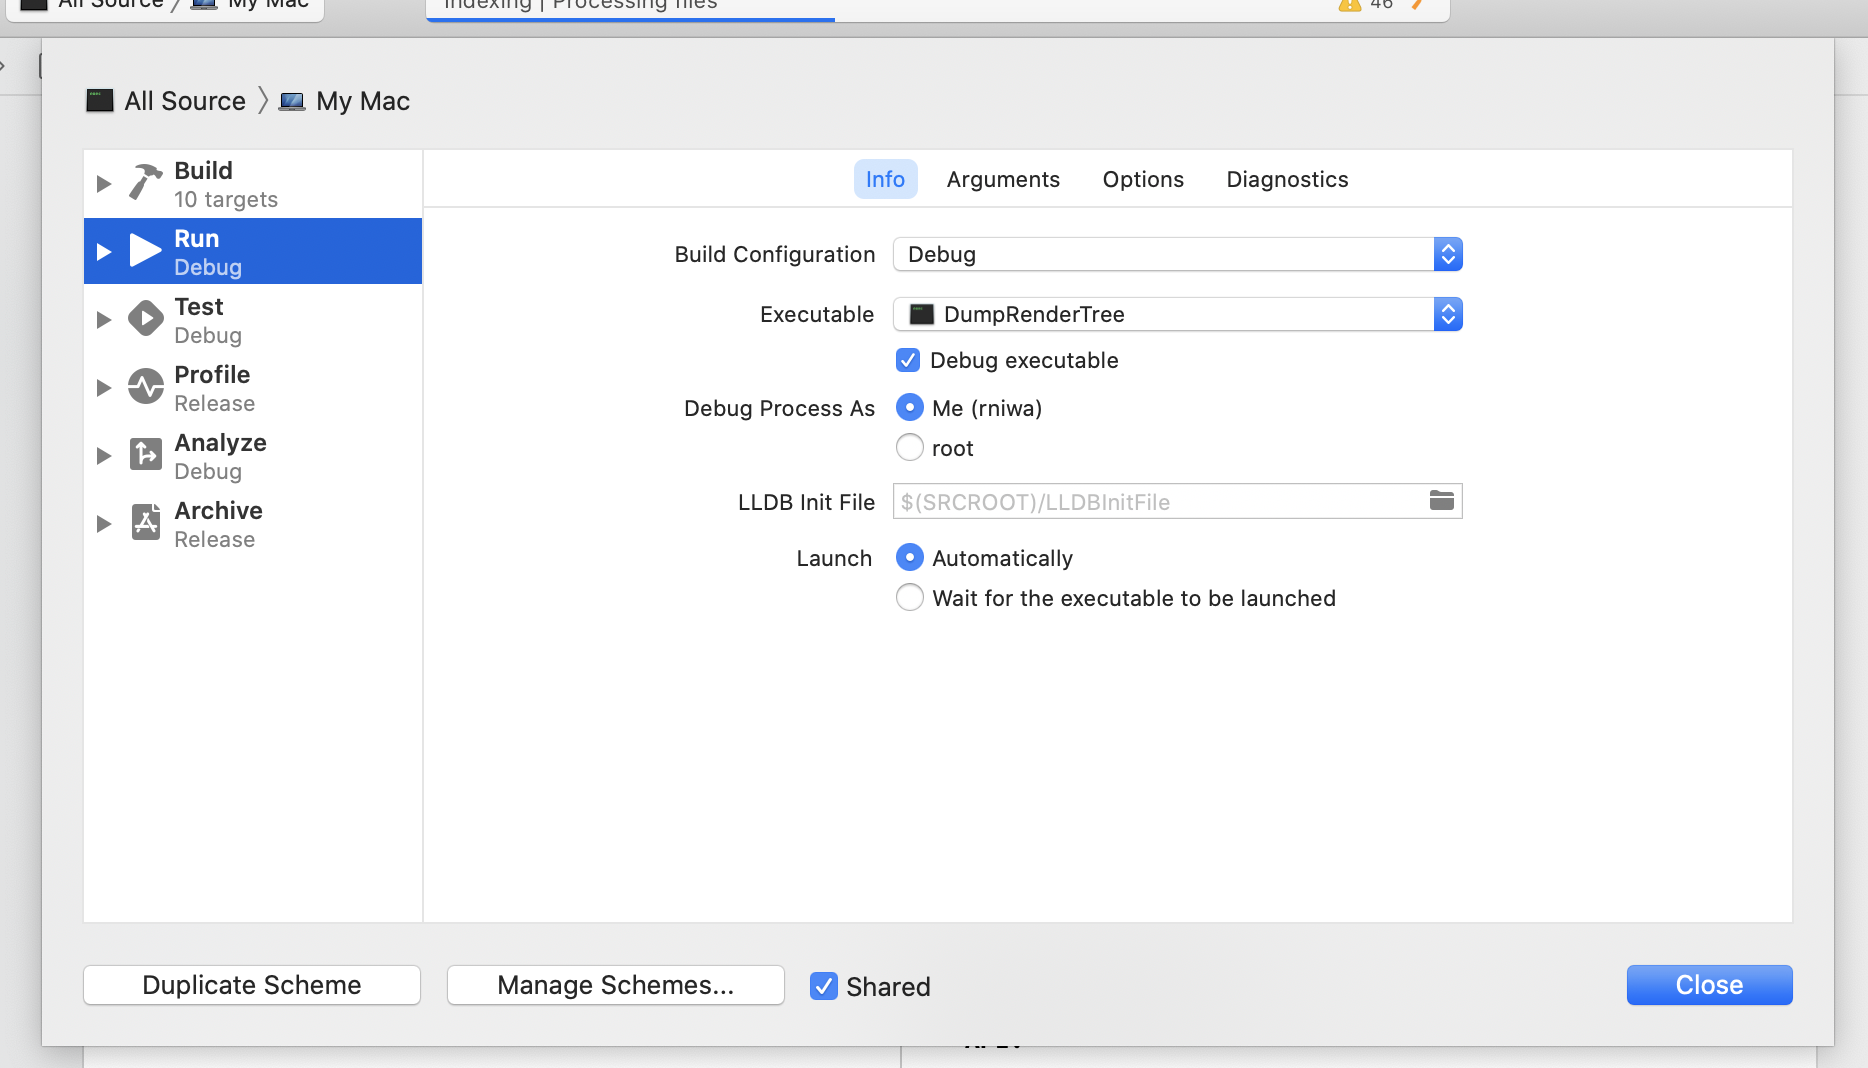 All Source
My Mac
Indexing | Processing files
46
All Source
My Mac
Build
10 targets
Run
Debug
Test
Debug
Profile
Release
Analyze
Debug
Archive
Release
Info Arguments Options Diagnostics
Build Configuration Debug
Executable DumpRenderTree
Debug executable
Debug Process As Me (rniwa)
root
LLDB Init File $(SRCROOT)/LLDBInitFile
Launch Automatically
Wait for the executable to be launched
Duplicate Scheme Manage Schemes... Shared Close